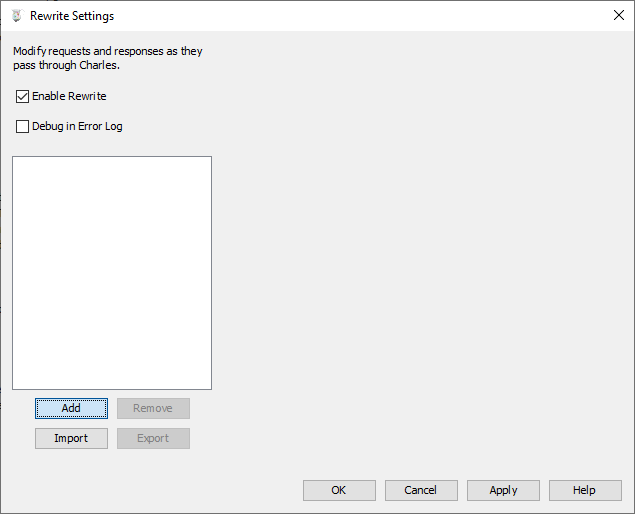 Rewrite Settings
Modify requests and responses as they
pass through Charles.
Enable Rewrite
Debug in Error Log
Add
Remove
Import
Export
OK
Cancel
Apply
Help